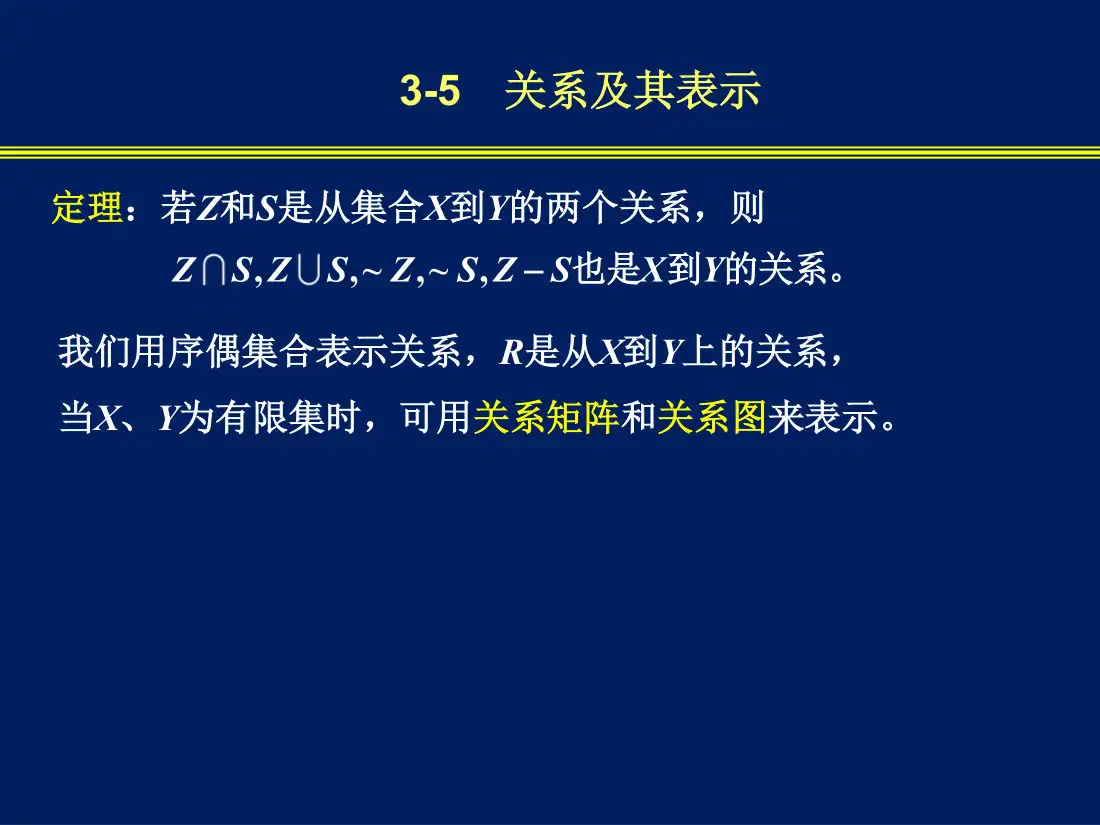 3-5 关系及其表示
定理：若Z和S是从集合X到Y的两个关系，则
Z∩S,Z∪S,~Z,~S,Z–S也是X到Y的关系。
我们用序偶集合表示关系，R是从X到Y上的关系，
当X、Y为有限集时，可用关系矩阵和关系图来表示。